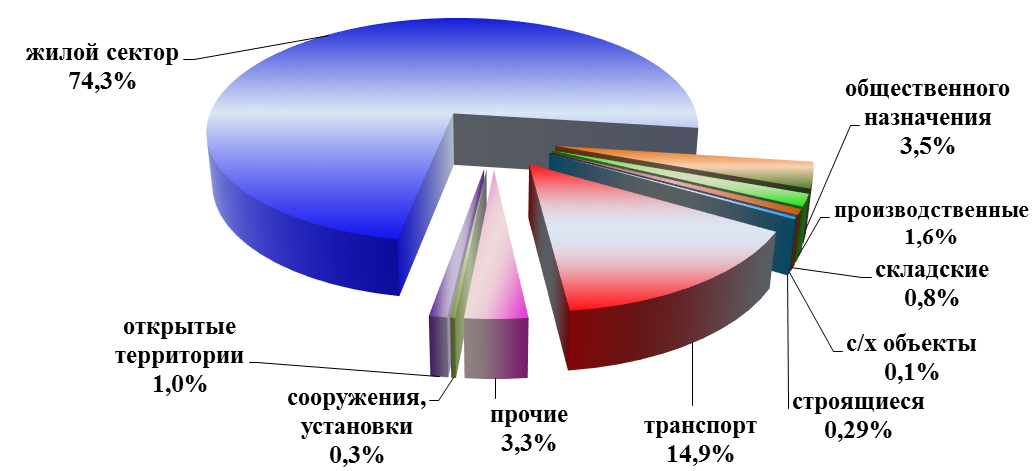 жилой сектор
74,3%
общественного
назначения
3,5%
производственные
1,6%
складские
0,8%
с/х объекты
0,1%
строящиеся
0,29%
транспорт
14,9%
прочие
3,3%
сооружения,
установки
0,3%
открытые
территории
1,0%